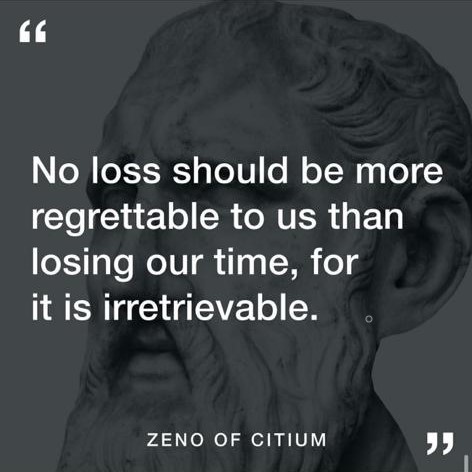 “
No loss should be more
regrettable to us than
losing our time, for
it is irretrievable.
ZENO OF CITIUM
”